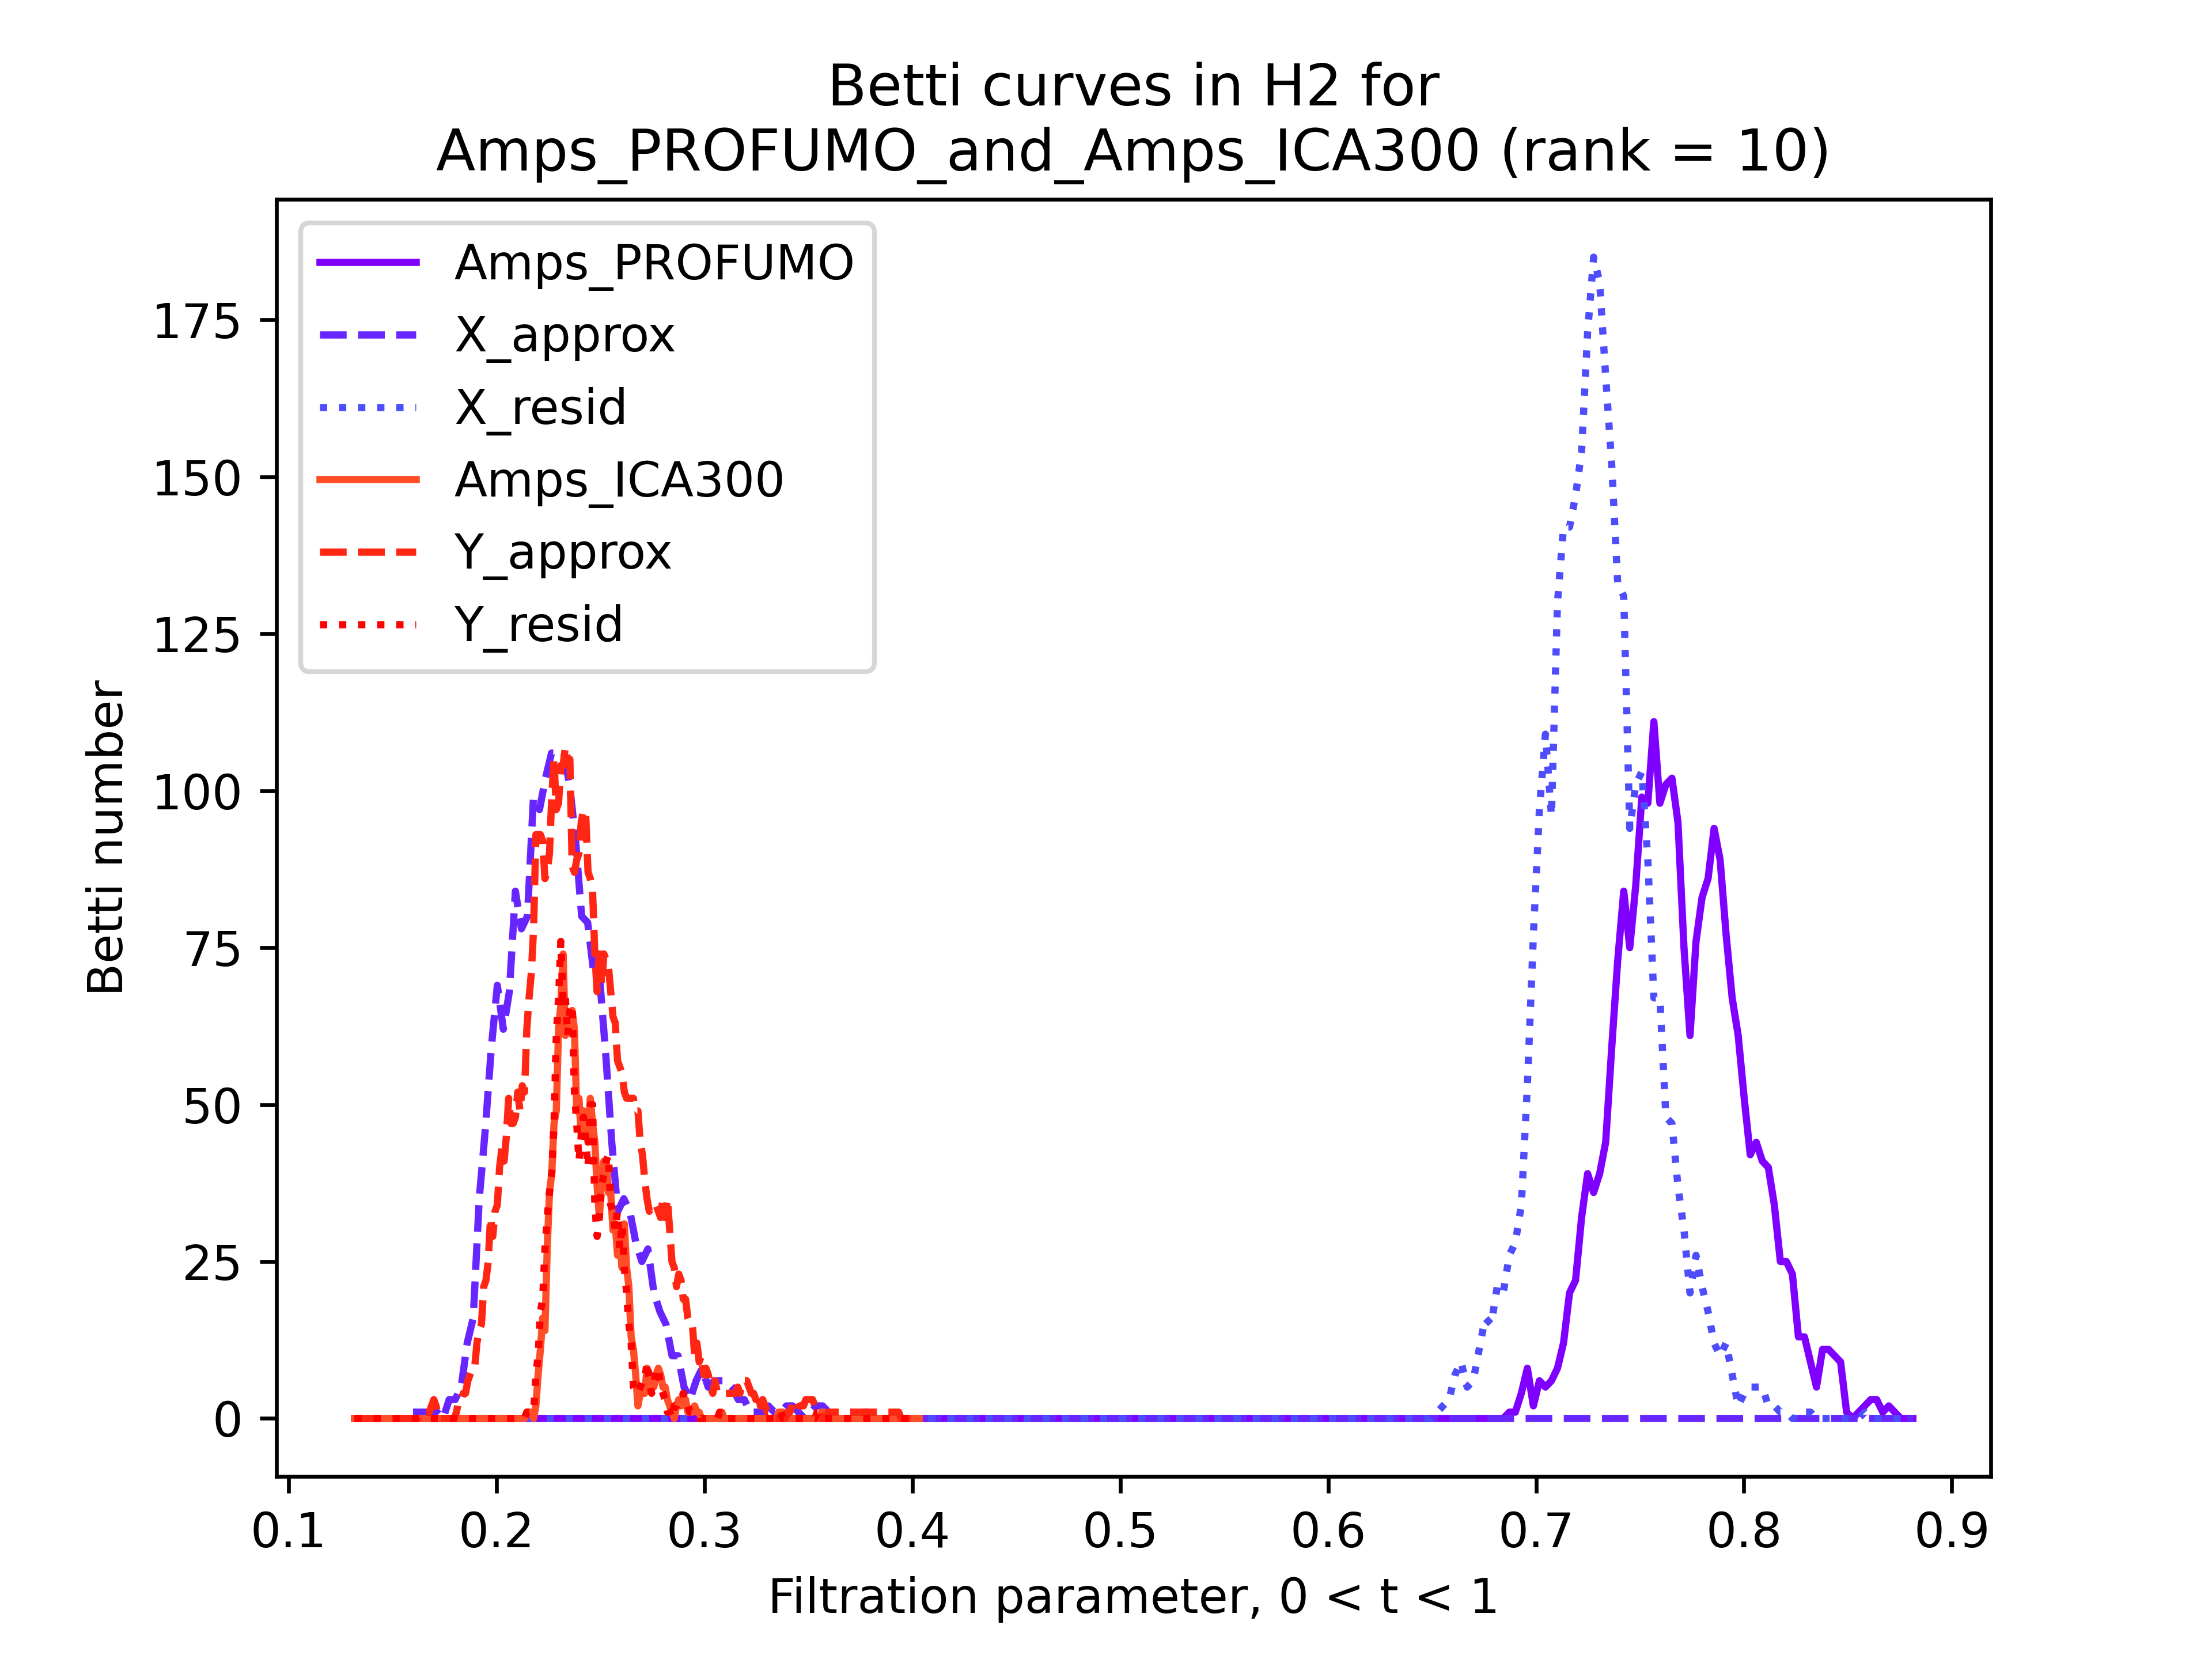 Betti curves in H2 for
Amps_PROFUMO_and_Amps_ICA300 (rank = 10)
Amps_PROFUMO
X_approx
X_resid
Amps_ICA300
Y_approx
Y_resid
175
150
125
100
75
50
25
0
Betti number
0.1 0.2 0.3 0.4 0.5 0.6 0.7 0.8 0.9
Filtration parameter, 0 < t < 1